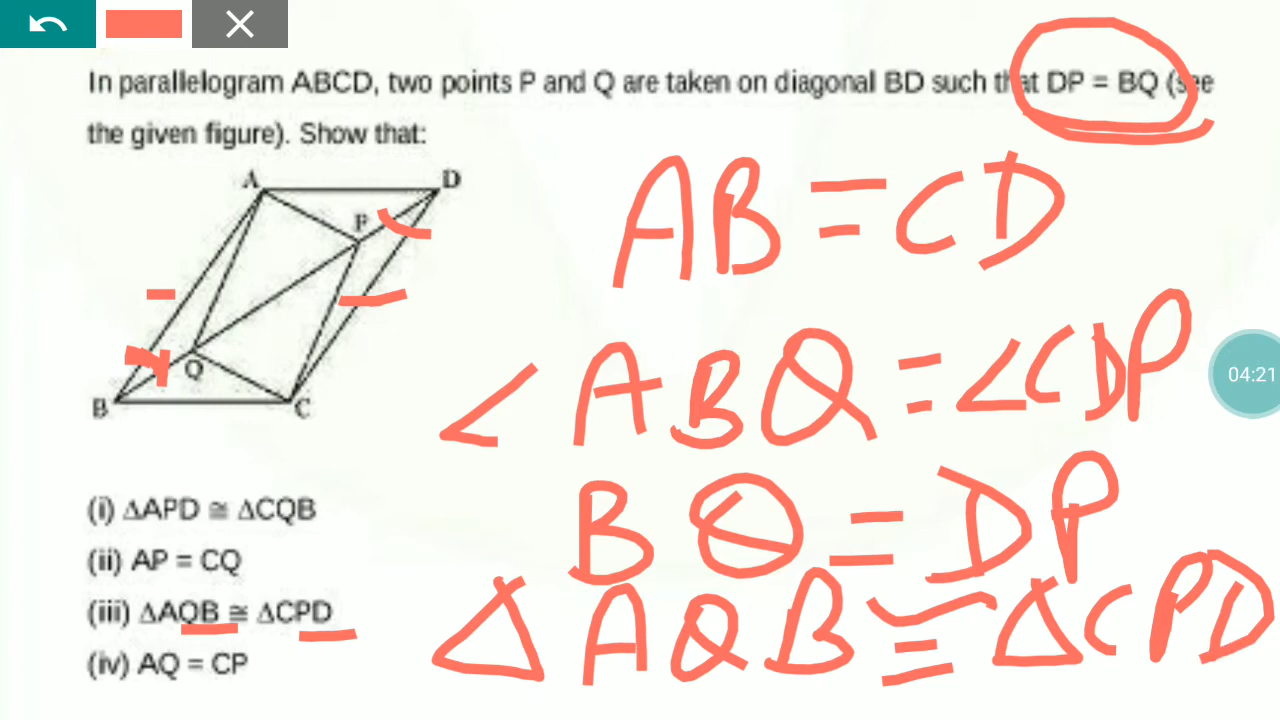 In parallelogram ABCD, two points P and Q are taken on diagonal BD such that DP = BQ (see
the given figure). Show that:
A
D
P
Q
B
C
AB = CD
∠ABQ = ∠CDP
BQ = DP
△AQB ≅ △CPD
04:21
(i) ΔAPD ≅ ΔCQB
(ii) AP = CQ
(iii) ΔAQB ≅ ΔCPD
(iv) AQ = CP